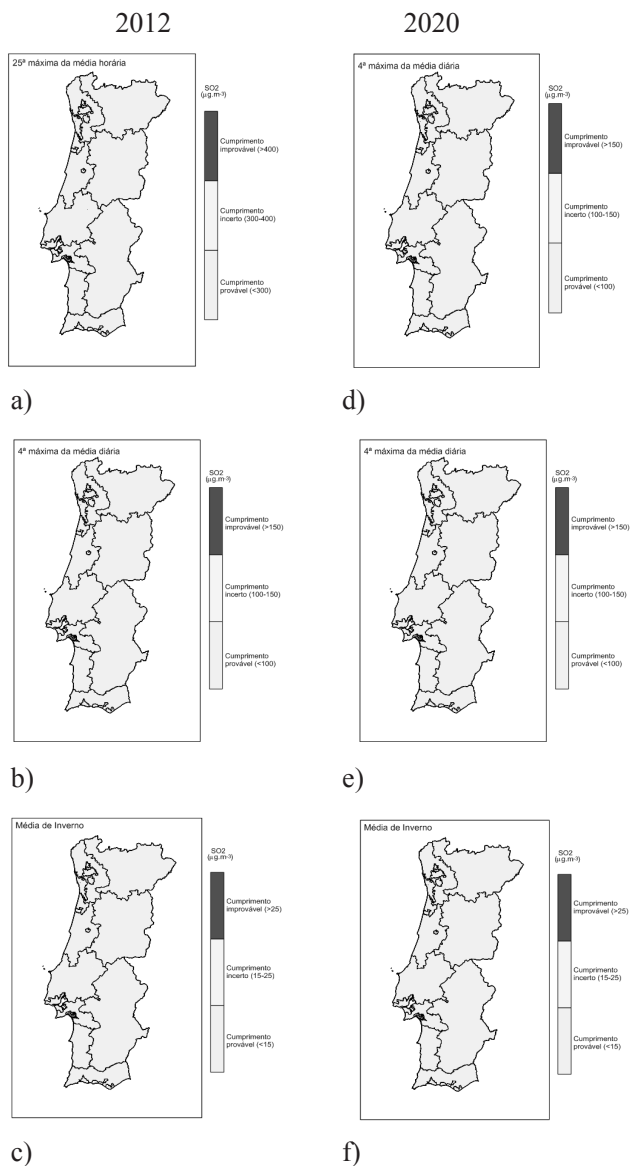 2012
2020
25ª máxima da média horária
SO2
(µg.m-3)
Cumprimento
improvável (>400)
Cumprimento
incerto (300-400)
Cumprimento
provável (<300)
a)
4ª máxima da média diária
SO2
(µg.m-3)
Cumprimento
improvável (>150)
Cumprimento
incerto (100-150)
Cumprimento
provável (<100)
d)
4ª máxima da média diária
SO2
(µg.m-3)
Cumprimento
improvável (>150)
Cumprimento
incerto (100-150)
Cumprimento
provável (<100)
b)
4ª máxima da média diária
SO2
(µg.m-3)
Cumprimento
improvável (>150)
Cumprimento
incerto (100-150)
Cumprimento
provável (<100)
e)
Média de Inverno
SO2
(µg.m-3)
Cumprimento
improvável (>25)
Cumprimento
incerto (15-25)
Cumprimento
provável (<15)
c)
Média de Inverno
SO2
(µg.m-3)
Cumprimento
improvável (>25)
Cumprimento
incerto (15-25)
Cumprimento
provável (<15)
f)